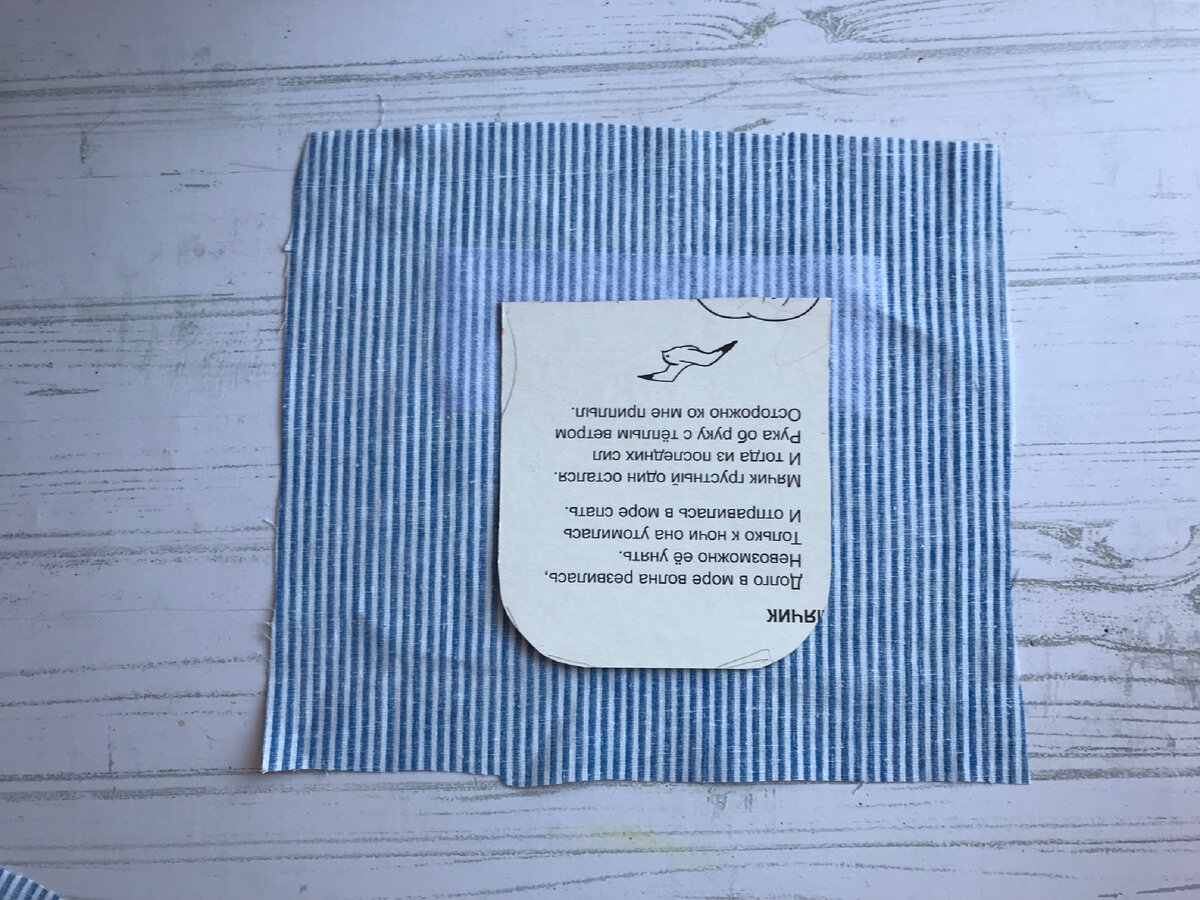 МЯЧИК
Долго в море волна резвилась,
Невозможно её унять.
Только к ночи она утомилась
И отправилась в море спать.
Мячик грустный один остался.
И тогда из последних сил
Рука об руку с тёплым ветром
Осторожно ко мне приплыл.